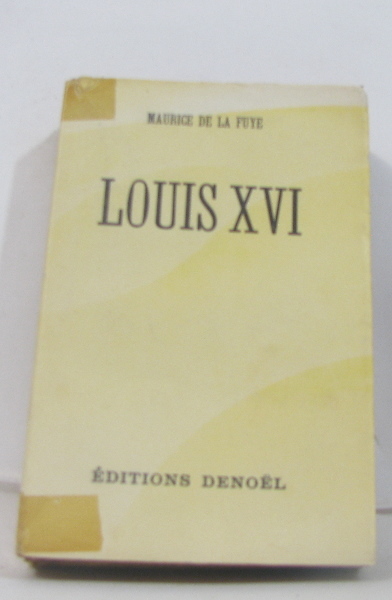 MAURICE DE LA FUYE
LOUIS XVI
ÉDITIONS DENOËL